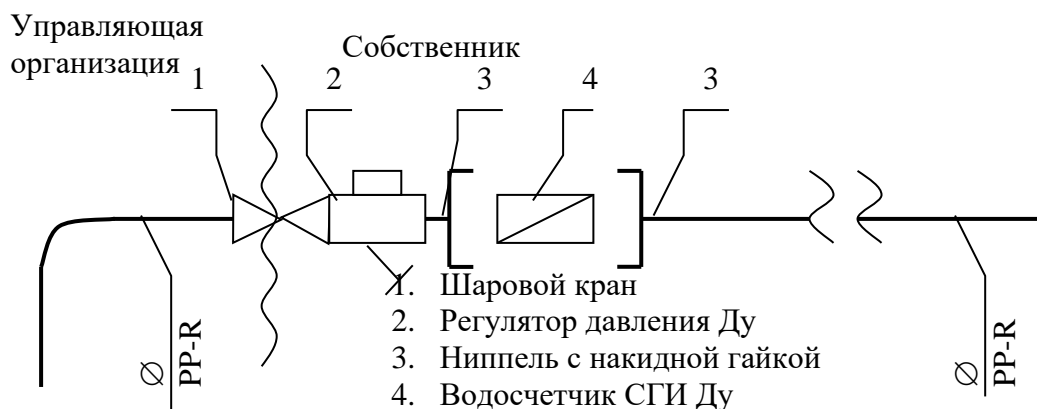 Управляющая
организация
Собственник
1 2 3 4 3
1. Шаровой кран
2. Регулятор давления Ду
3. Ниппель с накидной гайкой
4. Водосчетчик СГИ Ду
∅ PP-R
∅ PP-R